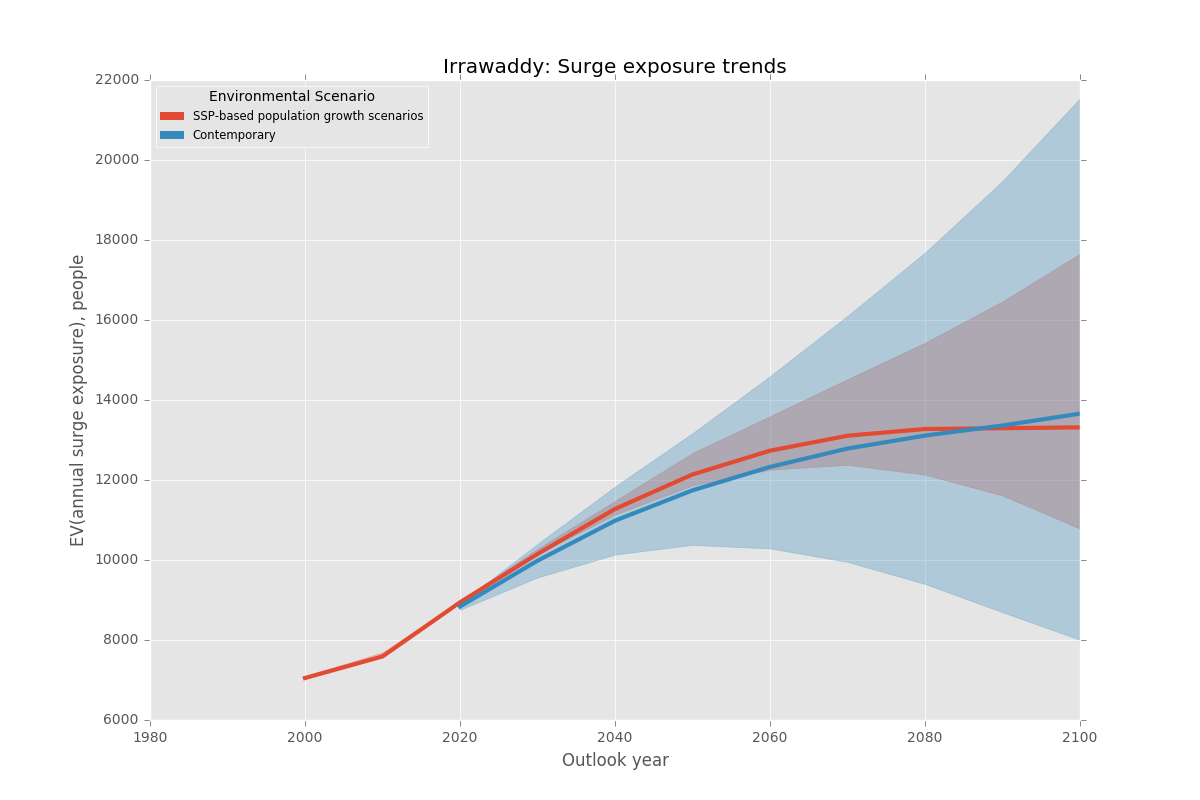 Irrawaddy: Surge exposure trends
Environmental Scenario
SSP-based population growth scenarios
Contemporary
22000
20000
18000
16000
14000
12000
10000
8000
6000
EV(annual surge exposure), people
1980 2000 2020 2040 2060 2080 2100
Outlook year